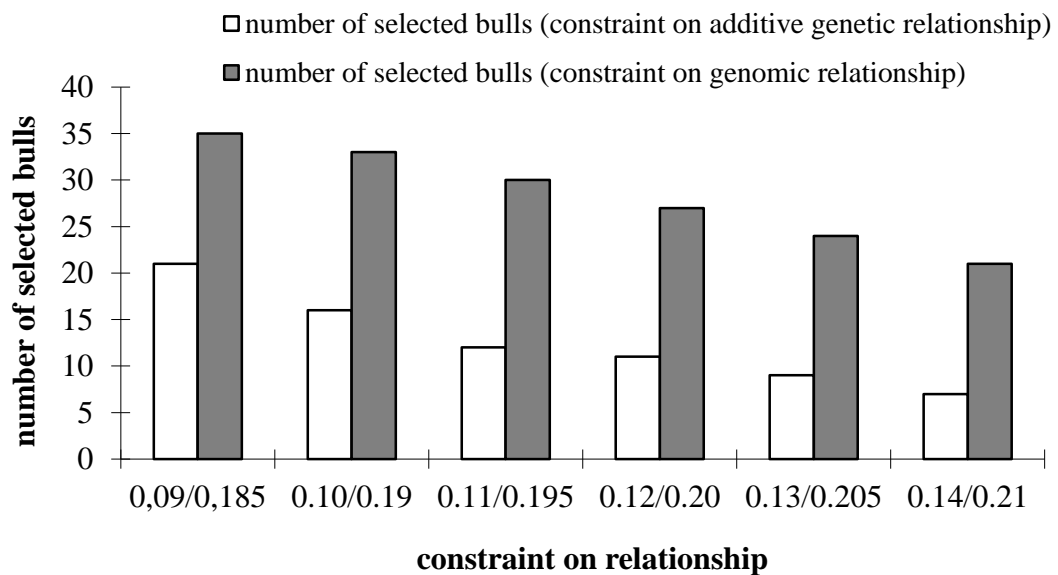 number of selected bulls (constraint on additive genetic relationship)
number of selected bulls (constraint on genomic relationship)
40
35
30
25
20
15
10
5
0
number of selected bulls
0,09/0,185 0.10/0.19 0.11/0.195 0.12/0.20 0.13/0.205 0.14/0.21
constraint on relationship